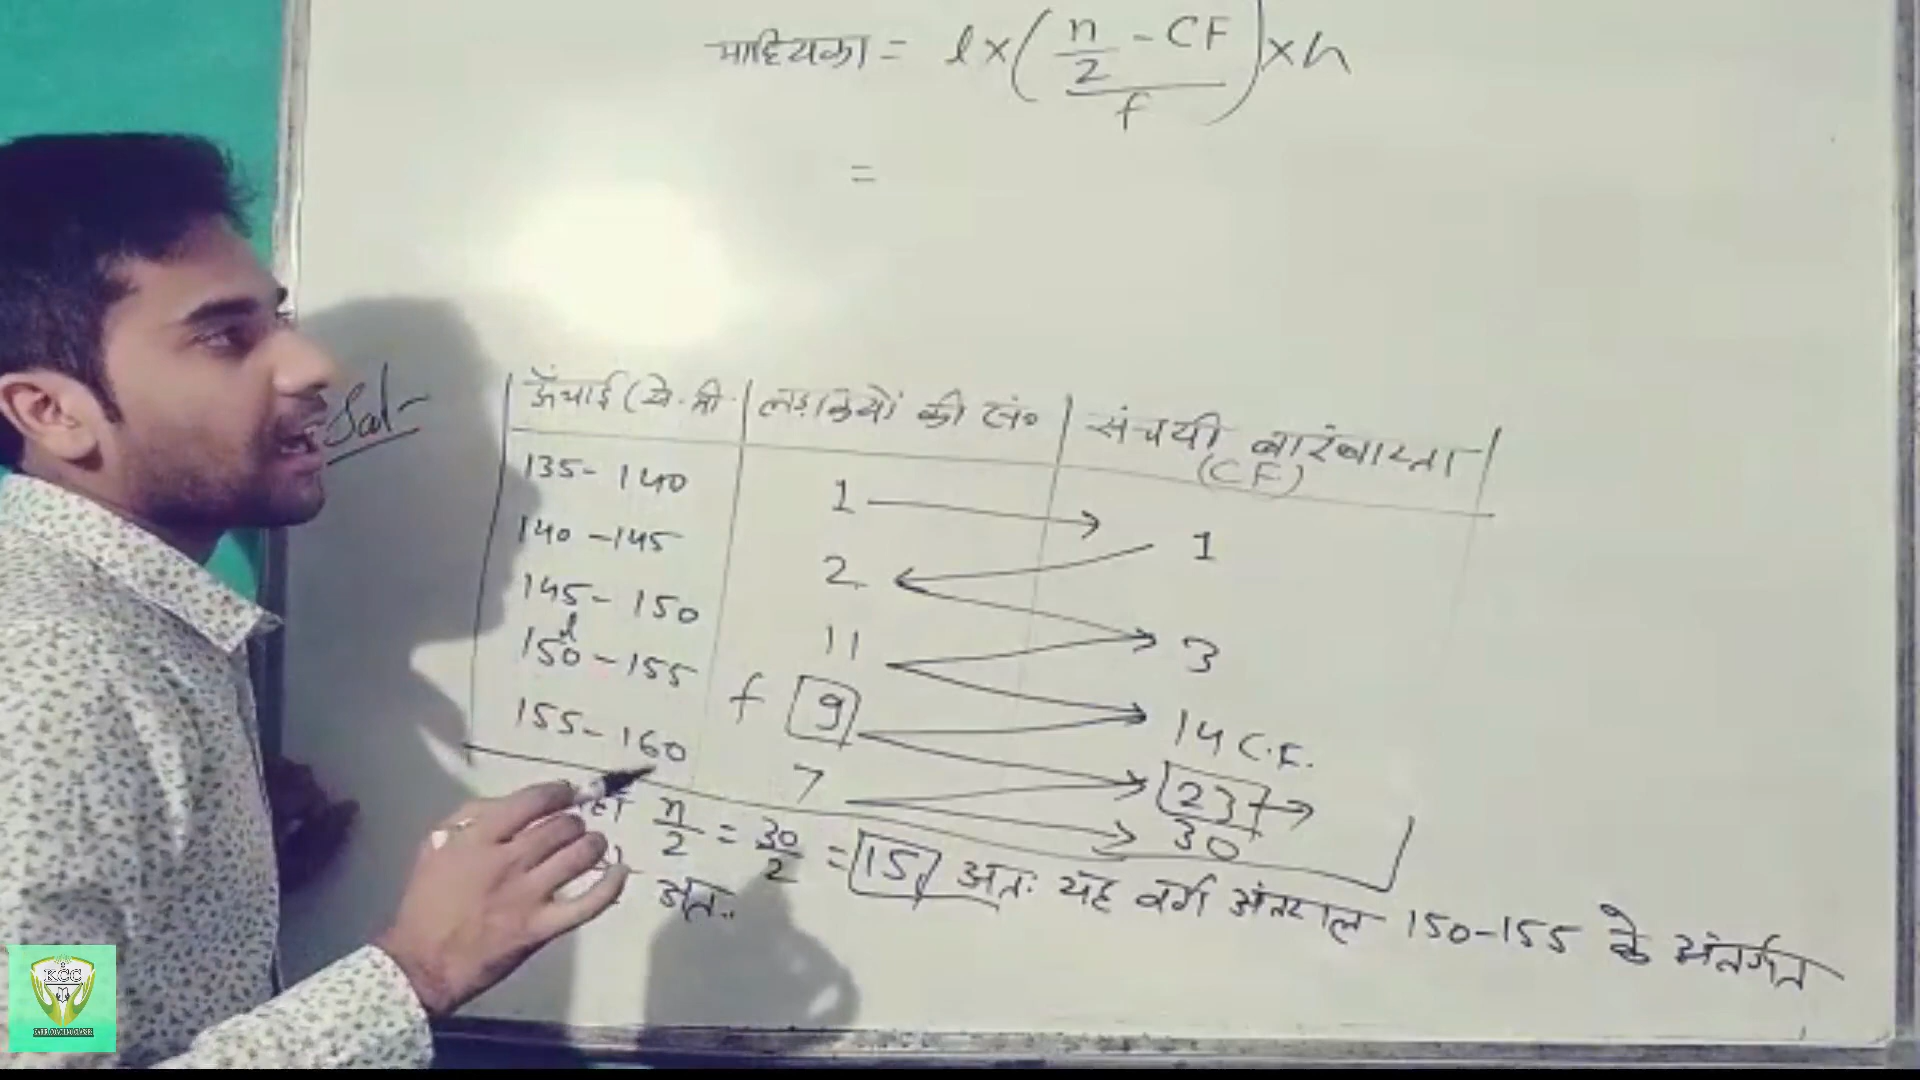 माध्यिका = l × ( n/2 - CF / f ) × h
=
Sol-
ऊँचाई (से.मी. लड़कियों की सं० संचयी बारंबारता (CF)
135-140 1 1
140-145 2 3
145-150 11 14 C.F.
l
150-155 f 9 23
155-160 7 30
n/2 = 30/2 = 15 अतः यह वर्ग अंतराल 150-155 के अंतर्गत
अतः
KCC